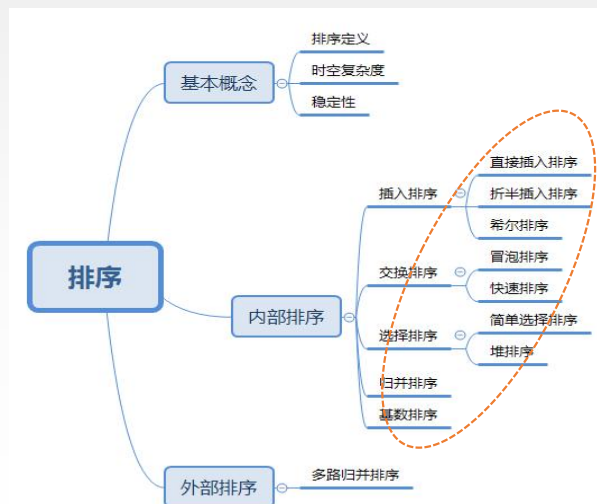 排序
基本概念
排序定义
时空复杂度
稳定性
内部排序
插入排序
直接插入排序
折半插入排序
希尔排序
交换排序
冒泡排序
快速排序
选择排序
简单选择排序
堆排序
归并排序
基数排序
外部排序
多路归并排序